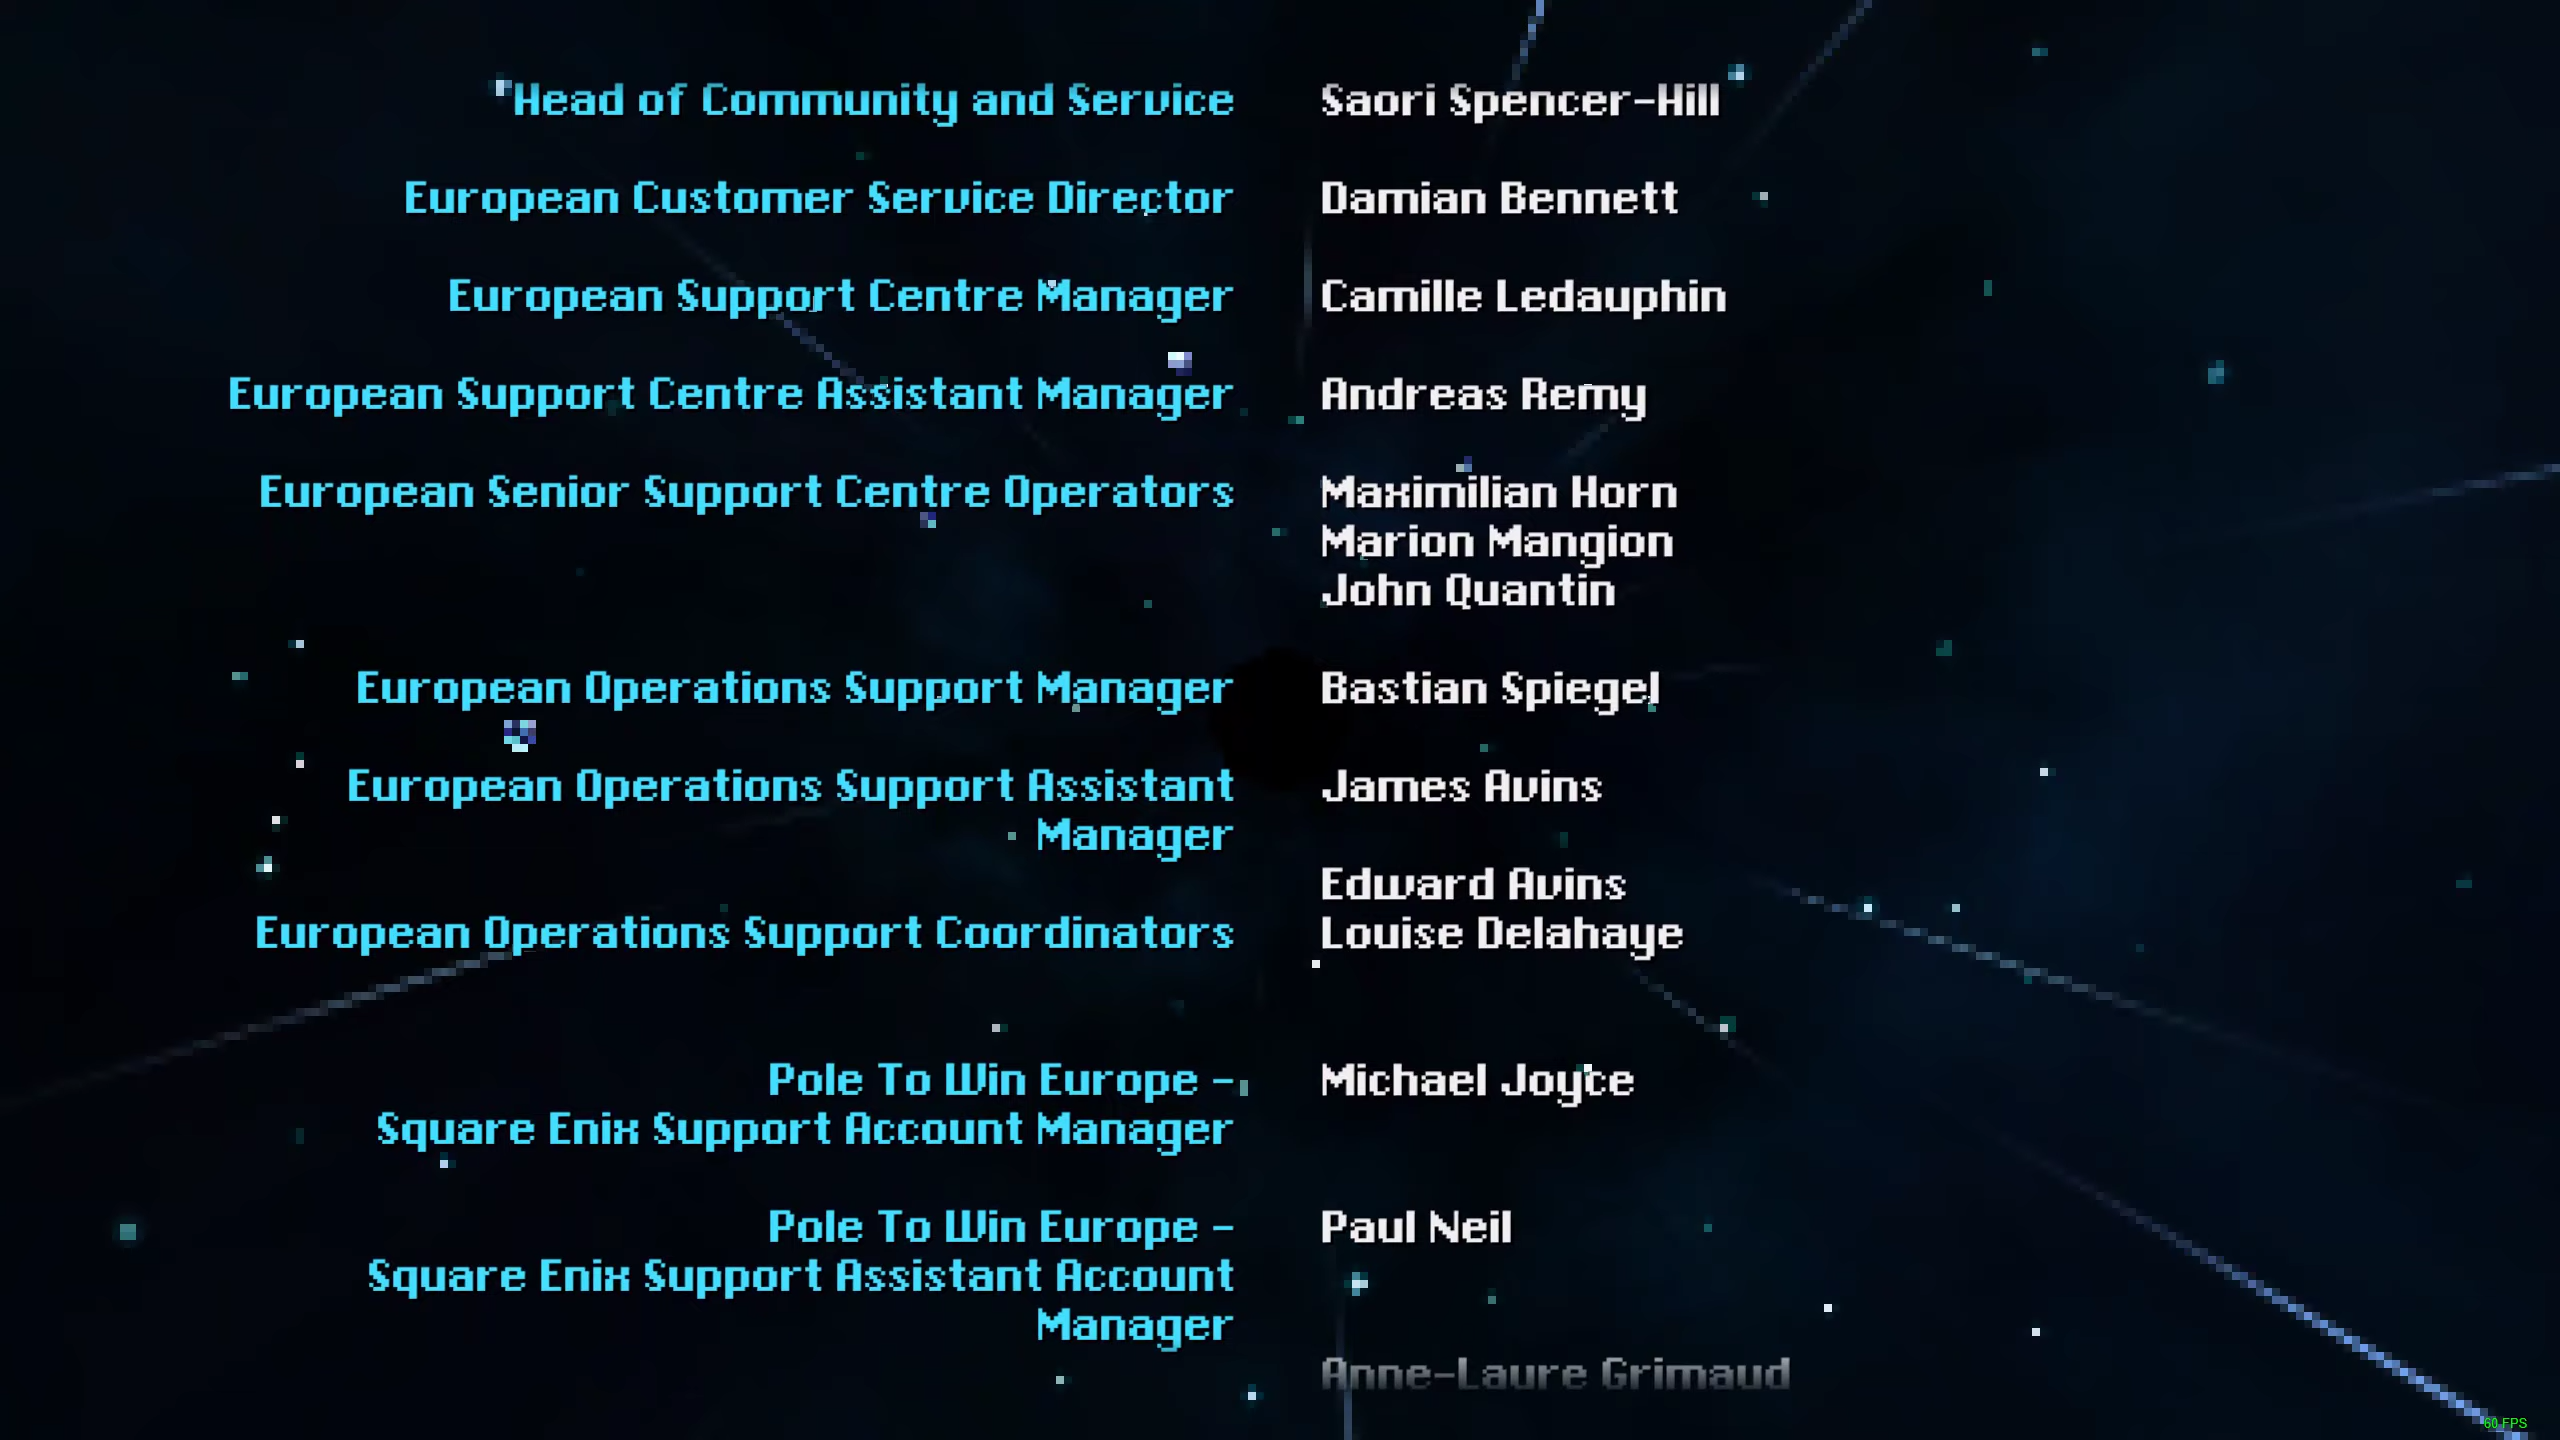 Head of Community and Service Saori Spencer-Hill
European Customer Service Director Damian Bennett
European Support Centre Manager Camille Ledauphin
European Support Centre Assistant Manager Andreas Remy
European Senior Support Centre Operators Maximilian Horn
Marion Mangion
John Quantin
European Operations Support Manager Bastian Spiegel
European Operations Support Assistant James Avins
Manager
Edward Avins
European Operations Support Coordinators Louise Delahaye
Pole To Win Europe - Michael Joyce
Square Enix Support Account Manager
Pole To Win Europe - Paul Neil
Square Enix Support Assistant Account
Manager
Anne-Laure Grimaud
60 FPS